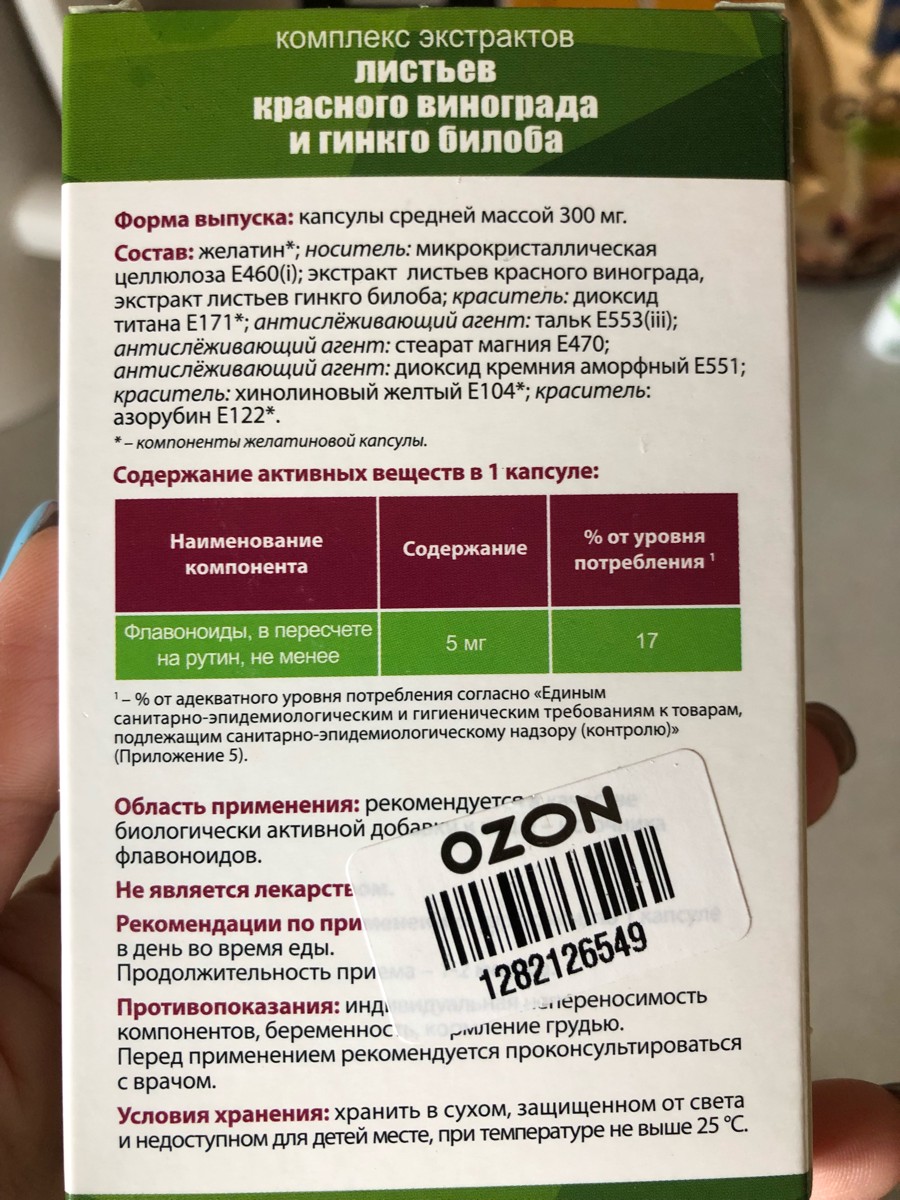 комплекс экстрактов
листьев
красного винограда
и гинкго билоба
Форма выпуска: капсулы средней массой 300 мг.
Состав: желатин*; носитель: микрокристаллическая
целлюлоза Е460(i); экстракт листьев красного винограда,
экстракт листьев гинкго билоба; краситель: диоксид
титана Е171*; антислёживающий агент: тальк Е553(iii);
антислёживающий агент: стеарат магния Е470;
антислёживающий агент: диоксид кремния аморфный Е551;
краситель: хинолиновый желтый Е104*; краситель:
азорубин Е122*.
* – компоненты желатиновой капсулы.
Содержание активных веществ в 1 капсуле:
Наименование компонента
Содержание
% от уровня потребления ¹
Флавоноиды, в пересчете
на рутин, не менее
5 мг
17
¹ – % от адекватного уровня потребления согласно «Единым
санитарно-эпидемиологическим и гигиеническим требованиям к товарам,
подлежащим санитарно-эпидемиологическому надзору (контролю)»
(Приложение 5).
Область применения: рекомендуется
биологически активной
флавоноидов.
Не является лекарством.
Рекомендации по капсуле
в день во время еды.
Продолжительность
Противопоказания: индивидуальная непереносимость
компонентов, беременность, кормление грудью.
Перед применением рекомендуется проконсультироваться
с врачом.
Условия хранения: хранить в сухом, защищенном от света
и недоступном для детей месте, при температуре не выше 25 °С.
OZON
1282126549